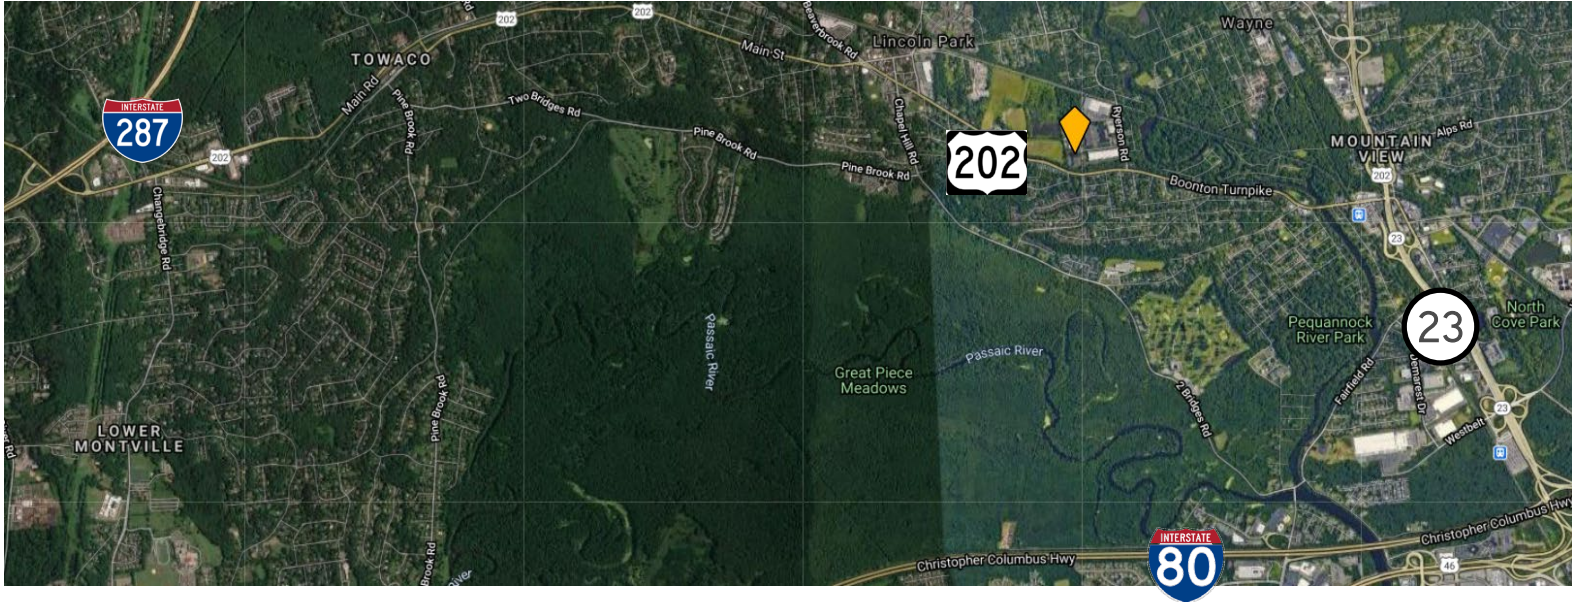 202
202
Beaverbrook Rd
Wayne
Lincoln Park
Main St
TOWACO
Main Rd
Pine Brook Rd
Two Bridges Rd
INTERSTATE
287
202
Chapel Hill Rd
Ryerson Rd
Pine Brook Rd
Pine Brook Rd
202
Alps Rd
MOUNTAIN
VIEW
202
Boonton Turnpike
Changebridge Rd
23
Passaic River
Passaic River
Great Piece
Meadows
Pequannock
River Park
23
North
Cove Park
Fairfield Rd
Demarest Dr
2 Bridges Rd
Pine Brook Rd
23
Westbelt
LOWER
MONTVILLE
Christopher Columbus Hwy
Christopher Columbus Hwy
INTERSTATE
80
46
Brook Rd
River